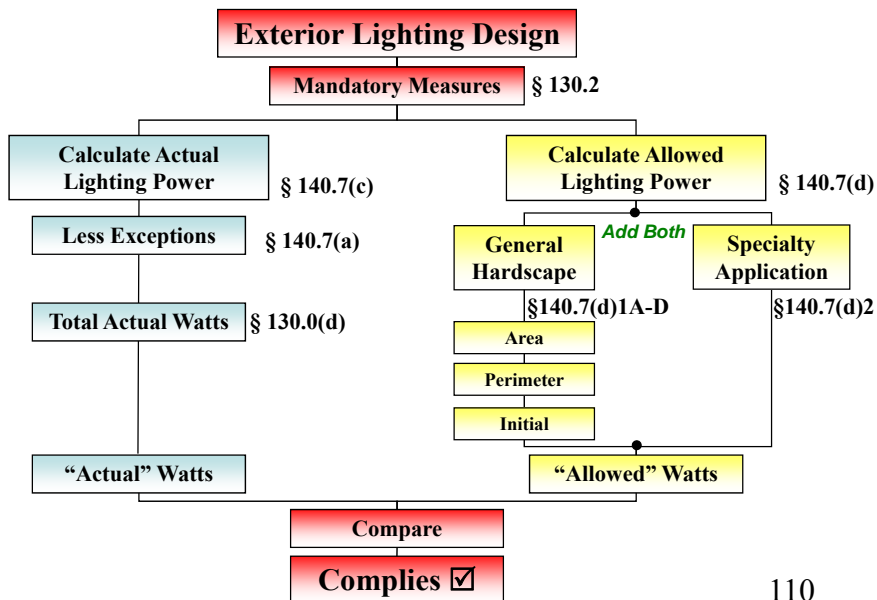 Exterior Lighting Design
Mandatory Measures
§ 130.2
Calculate Actual
Lighting Power
§ 140.7(c)
Less Exceptions
§ 140.7(a)
Total Actual Watts
§ 130.0(d)
“Actual” Watts
Calculate Allowed
Lighting Power
§ 140.7(d)
Add Both
General
Hardscape
§140.7(d)1A-D
Area
Perimeter
Initial
Specialty
Application
§140.7(d)2
“Allowed” Watts
Compare
Complies ☑
110